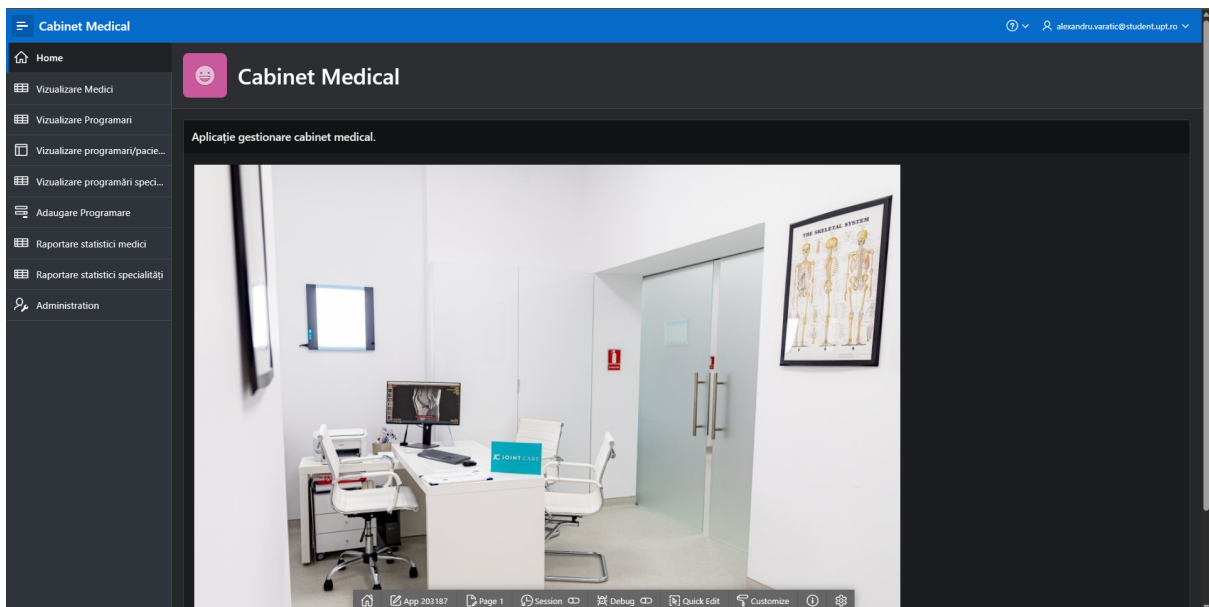 Cabinet Medical
alexandru.varatic@student.upt.ro
Home
Vizualizare Medici
Vizualizare Programari
Vizualizare programari/pacie...
Vizualizare programări speci...
Adaugare Programare
Raportare statistici medici
Raportare statistici specialități
Administration
Cabinet Medical
Aplicație gestionare cabinet medical.
THE SKELETAL SYSTEM
JC JOINT CARE
App 203187 Page 1 Session Debug Quick Edit Customize